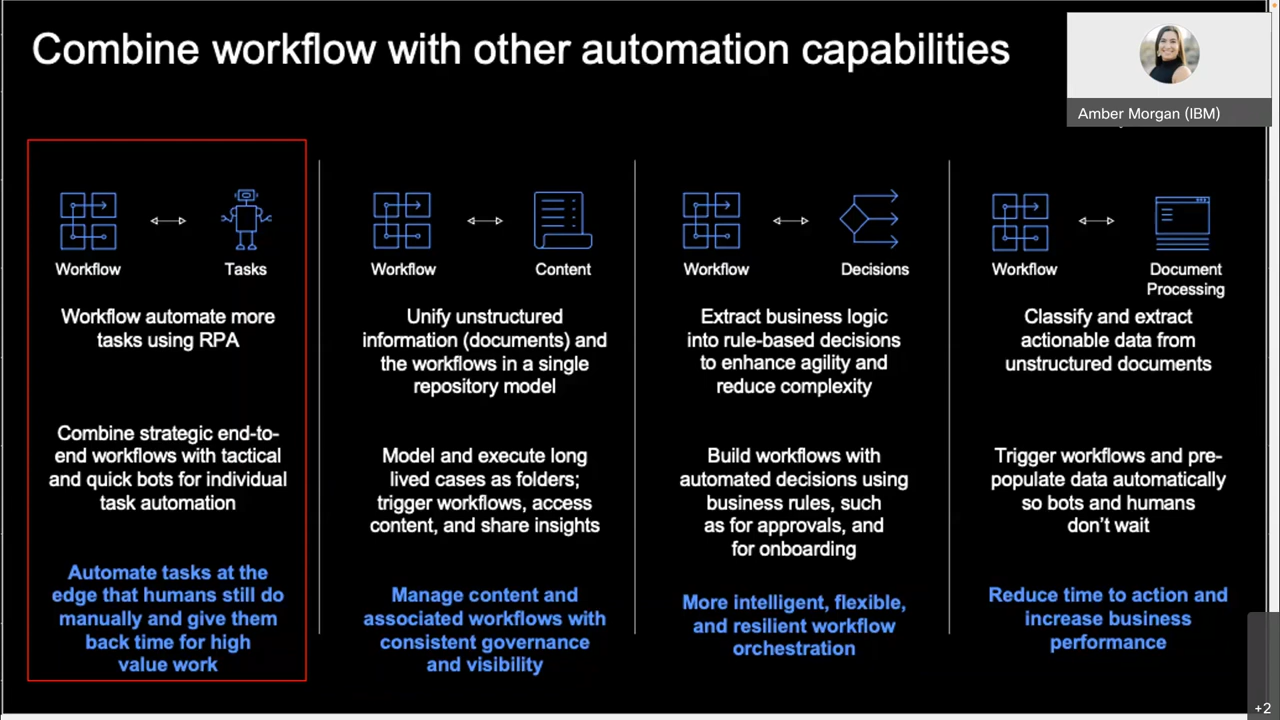 Combine workflow with other automation capabilities
Amber Morgan (IBM)
Workflow
Tasks
Workflow automate more
tasks using RPA
Combine strategic end-to-
end workflows with tactical
and quick bots for individual
task automation
Automate tasks at the
edge that humans still do
manually and give them
back time for high
value work
Workflow
Content
Unify unstructured
information (documents) and
the workflows in a single
repository model
Model and execute long
lived cases as folders;
trigger workflows, access
content, and share insights
Manage content and
associated workflows with
consistent governance
and visibility
Workflow
Decisions
Extract business logic
into rule-based decisions
to enhance agility and
reduce complexity
Build workflows with
automated decisions using
business rules, such
as for approvals, and
for onboarding
More intelligent, flexible,
and resilient workflow
orchestration
Workflow
Document
Processing
Classify and extract
actionable data from
unstructured documents
Trigger workflows and pre-
populate data automatically
so bots and humans
don't wait
Reduce time to action and
increase business
performance
+2